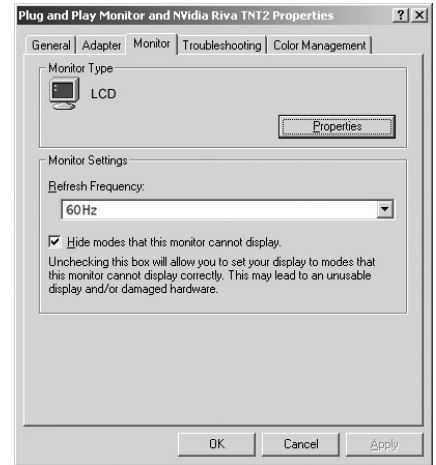 Plug and Play Monitor and NVidia Riva TNT2 Properties
General Adapter Monitor Troubleshooting Color Management
Monitor Type
LCD
Properties
Monitor Settings
Refresh Frequency:
60Hz
Hide modes that this monitor cannot display.
Unchecking this box will allow you to set your display to modes that
this monitor cannot display correctly. This may lead to an unusable
display and/or damaged hardware.
OK Cancel Apply